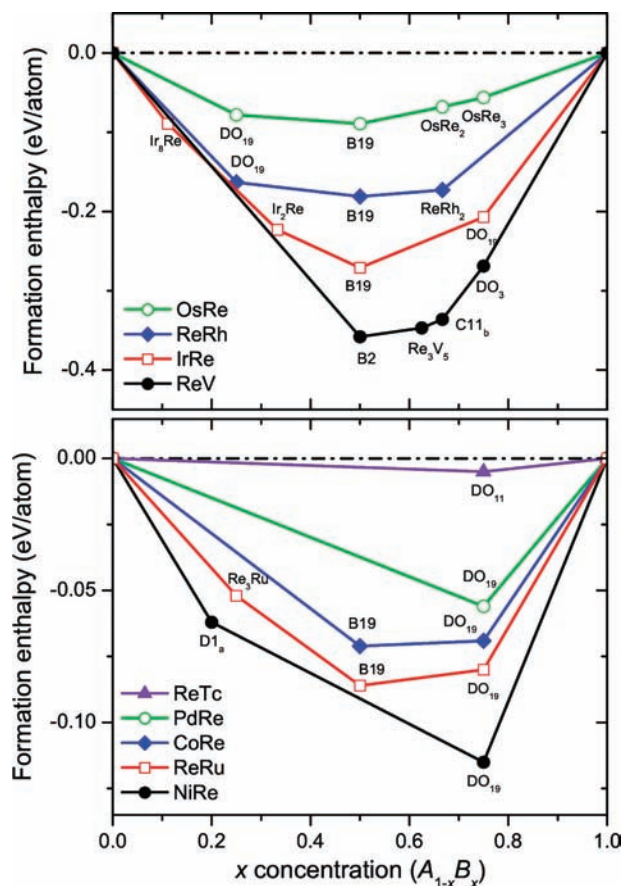 Formation enthalpy (eV/atom)
0.0
-0.2
-0.4
Ir₈Re
DO₁₉
DO₁₉
Ir₂Re
B19
B19
B19
OsRe₂
OsRe₃
ReRh₂
DO₁₉
DO₃
C11_b
Re₃V₅
B2
OsRe
ReRh
IrRe
ReV
Formation enthalpy (eV/atom)
0.00
-0.05
-0.10
DO₁₁
DO₁₉
Re₃Ru
D1ₐ
B19
DO₁₉
B19
DO₁₉
DO₁₉
ReTc
PdRe
CoRe
ReRu
NiRe
0.0 0.2 0.4 0.6 0.8 1.0
x concentration (A₁₋ₓBₓ)